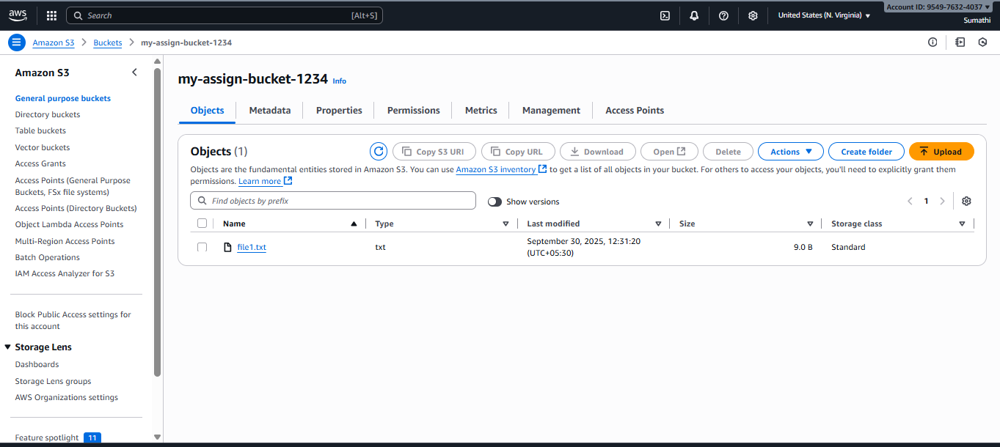 aws
Search [Alt+S]
United States (N. Virginia)
Account ID: 9549-7632-4037
Sumathi
Amazon S3 > Buckets > my-assign-bucket-1234
Amazon S3
General purpose buckets
Directory buckets
Table buckets
Vector buckets
Access Grants
Access Points (General Purpose
Buckets, FSx file systems)
Access Points (Directory Buckets)
Object Lambda Access Points
Multi-Region Access Points
Batch Operations
IAM Access Analyzer for S3
Block Public Access settings for
this account
Storage Lens
Dashboards
Storage Lens groups
AWS Organizations settings
Feature spotlight 11
my-assign-bucket-1234 Info
Objects Metadata Properties Permissions Metrics Management Access Points
Objects (1) Copy S3 URI Copy URL Download Open Delete Actions Create folder Upload
Objects are the fundamental entities stored in Amazon S3. You can use Amazon S3 inventory to get a list of all objects in your bucket. For others to access your objects, you'll need to explicitly grant them
permissions. Learn more
Find objects by prefix Show versions 1
Name Type Last modified Size Storage class
file1.txt txt September 30, 2025, 12:31:20 9.0 B Standard
(UTC+05:30)